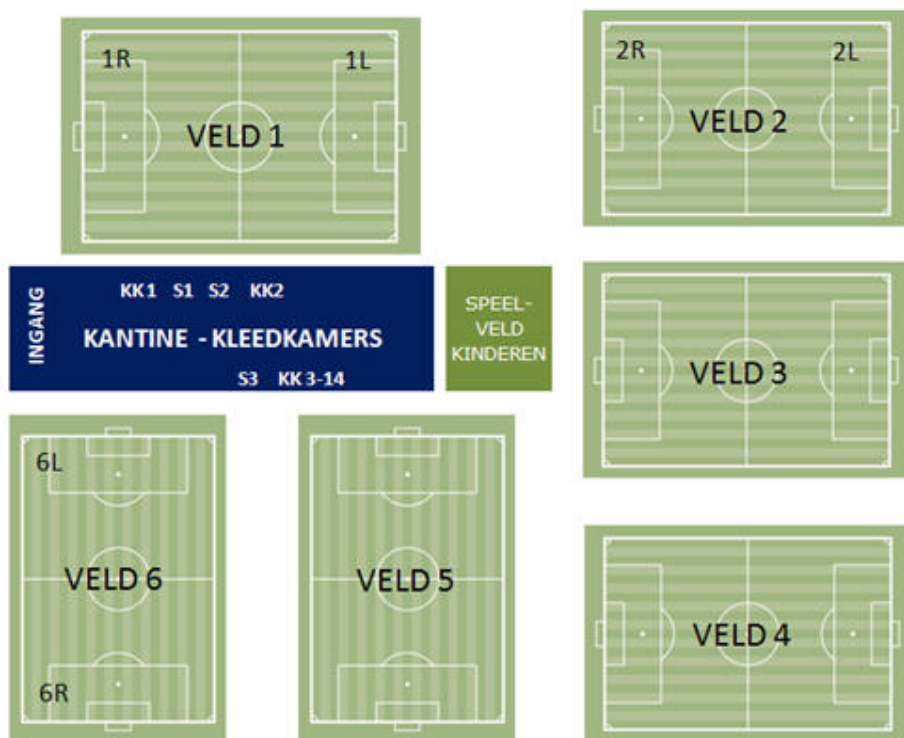 1R 1L
VELD 1
2R 2L
VELD 2
INGANG
KK1 S1 S2 KK2
KANTINE - KLEEDKAMERS
S3 KK 3-14
SPEEL-
VELD
KINDEREN
VELD 3
6L
VELD 6
6R
VELD 5
VELD 4